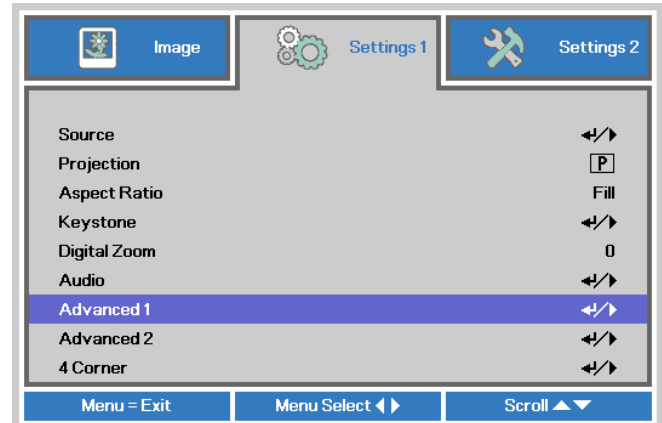 Image Settings 1 Settings 2
Source
Projection P
Aspect Ratio Fill
Keystone
Digital Zoom 0
Audio
Advanced 1
Advanced 2
4 Corner
Menu = Exit Menu Select Scroll